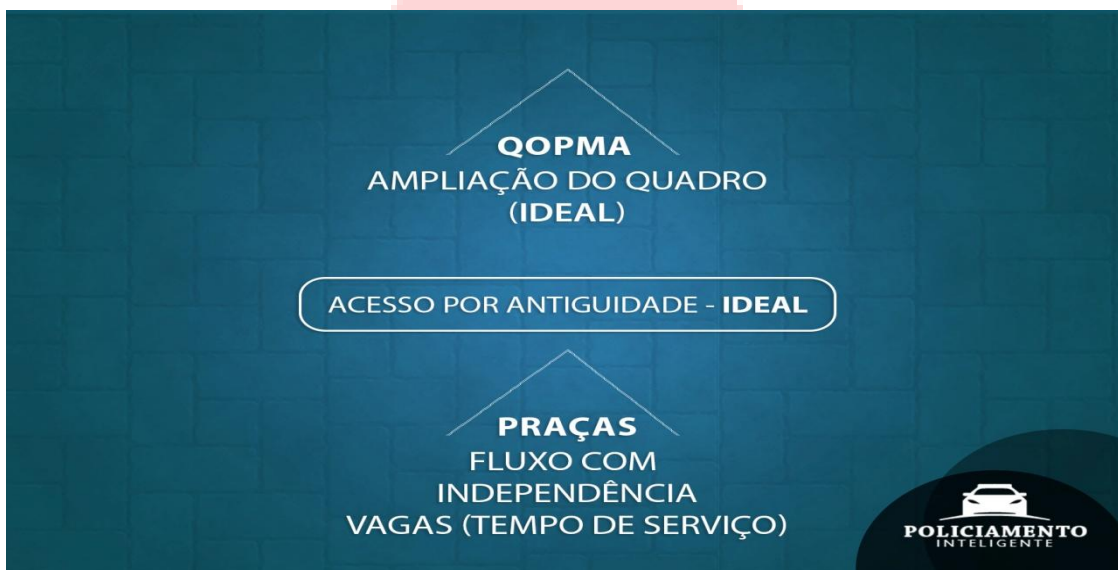 QOPMA
AMPLIAÇÃO DO QUADRO
(IDEAL)
ACESSO POR ANTIGUIDADE - IDEAL
PRAÇAS
FLUXO COM
INDEPENDÊNCIA
VAGAS (TEMPO DE SERVIÇO)
POLICIAMENTO
INTELIGENTE